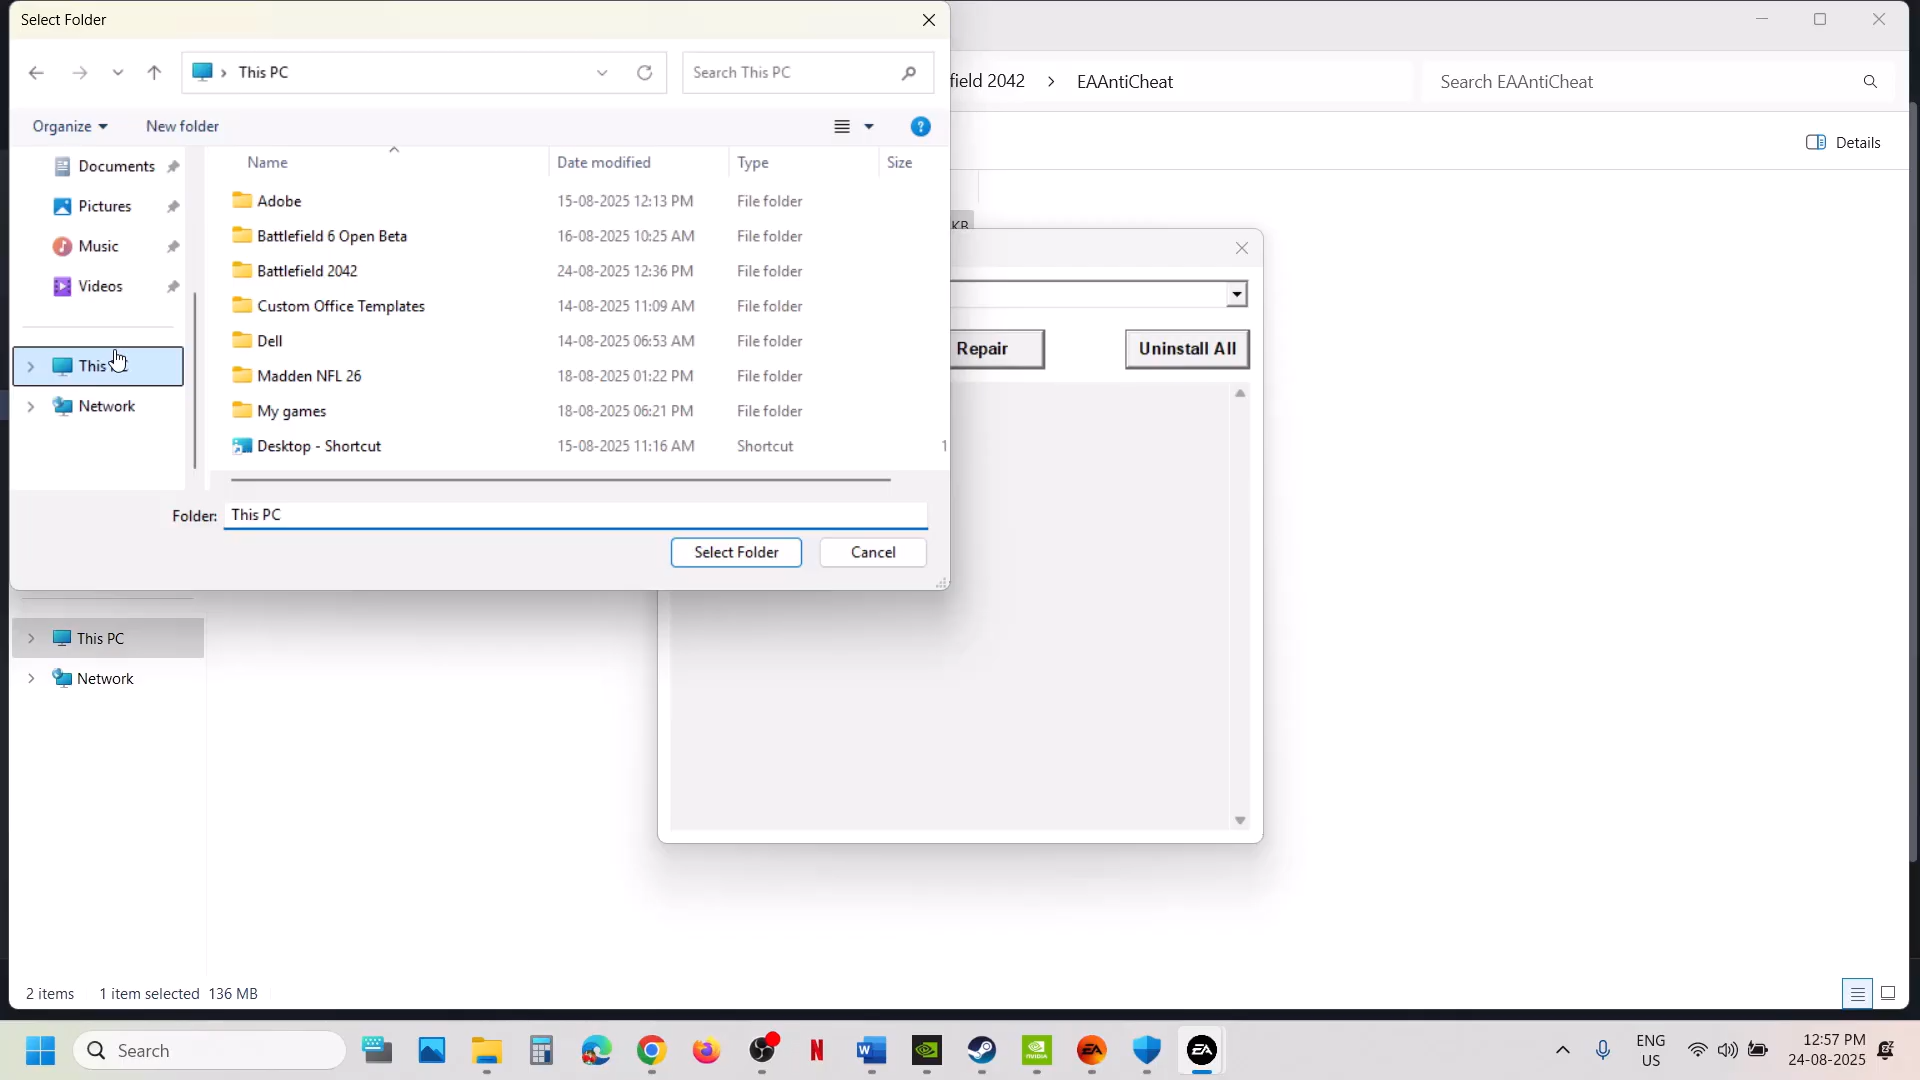 Select Folder
This PC
Search This PC
Battlefield 2042 > EAAntiCheat
Search EAAntiCheat
Organize
New folder
Details
Name
Date modified
Type
Size
Documents
Pictures
Music
Videos
This PC
Network
Adobe 15-08-2025 12:13 PM File folder
Battlefield 6 Open Beta 16-08-2025 10:25 AM File folder
Battlefield 2042 24-08-2025 12:36 PM File folder
Custom Office Templates 14-08-2025 11:09 AM File folder
Dell 14-08-2025 06:53 AM File folder
Madden NFL 26 18-08-2025 01:22 PM File folder
My games 18-08-2025 06:21 PM File folder
Desktop - Shortcut 15-08-2025 11:16 AM Shortcut 1
KB
Repair
Uninstall All
Folder: This PC
Select Folder
Cancel
This PC
Network
2 items 1 item selected 136 MB
Search
ENG
US
12:57 PM
24-08-2025